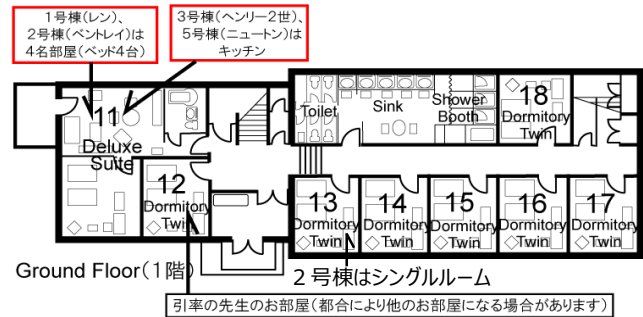 1号棟(レン)、
2号棟(ベントレイ)は
4名部屋(ベッド4台)
3号棟(ヘンリー2世)、
5号棟(ニュートン)は
キッチン
11
Deluxe
Suite
12
Dormitory
Twin
Toilet
Sink
Shower
Booth
18
Dormitory
Twin
13
Dormitory
Twin
14
Dormitory
Twin
15
Dormitory
Twin
16
Dormitory
Twin
17
Dormitory
Twin
Ground Floor(1階)
2号棟はシングルルーム
引率の先生のお部屋(都合により他のお部屋になる場合があります)